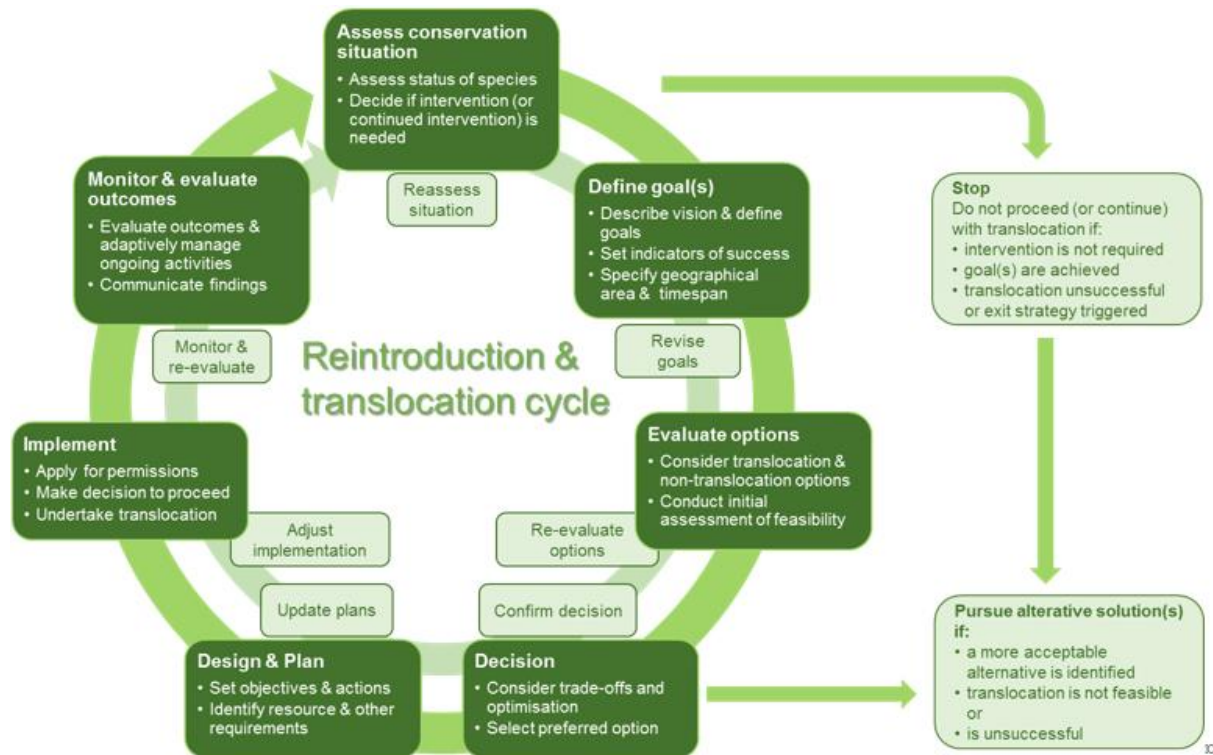 Assess conservation
situation
• Assess status of species
• Decide if intervention (or
continued intervention) is
needed
Reassess
situation
Define goal(s)
• Describe vision & define
goals
• Set indicators of success
• Specify geographical
area & timespan
Revise
goals
Evaluate options
• Consider translocation &
non-translocation options
• Conduct initial
assessment of feasibility
Re-evaluate
options
Decision
• Consider trade-offs and
optimisation
• Select preferred option
Confirm decision
Design & Plan
• Set objectives & actions
• Identify resource & other
requirements
Update plans
Implement
• Apply for permissions
• Make decision to proceed
• Undertake translocation
Adjust
implementation
Monitor & evaluate
outcomes
• Evaluate outcomes &
adaptively manage
ongoing activities
• Communicate findings
Monitor &
re-evaluate
Reintroduction &
translocation cycle
Stop
Do not proceed (or continue)
with translocation if:
• intervention is not required
• goal(s) are achieved
• translocation unsuccessful
or exit strategy triggered
Pursue alterative solution(s)
if:
• a more acceptable
alternative is identified
• translocation is not feasible
or
• is unsuccessful